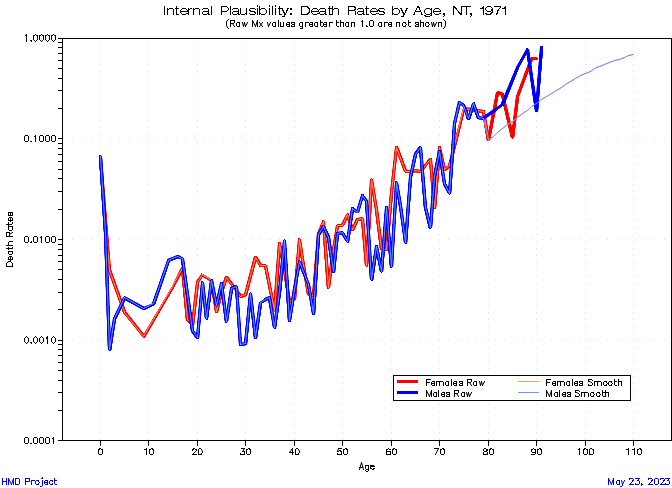 Internal Plausibility: Death Rates by Age, NT, 1971
(Raw Mx values greater than 1.0 are not shown)
1.0000
0.1000
0.0100
0.0010
0.0001
Death Rates
Females Raw
Females Smooth
Males Raw
Males Smooth
0 10 20 30 40 50 60 70 80 90 100 110
Age
HMD Project
May 23, 2023